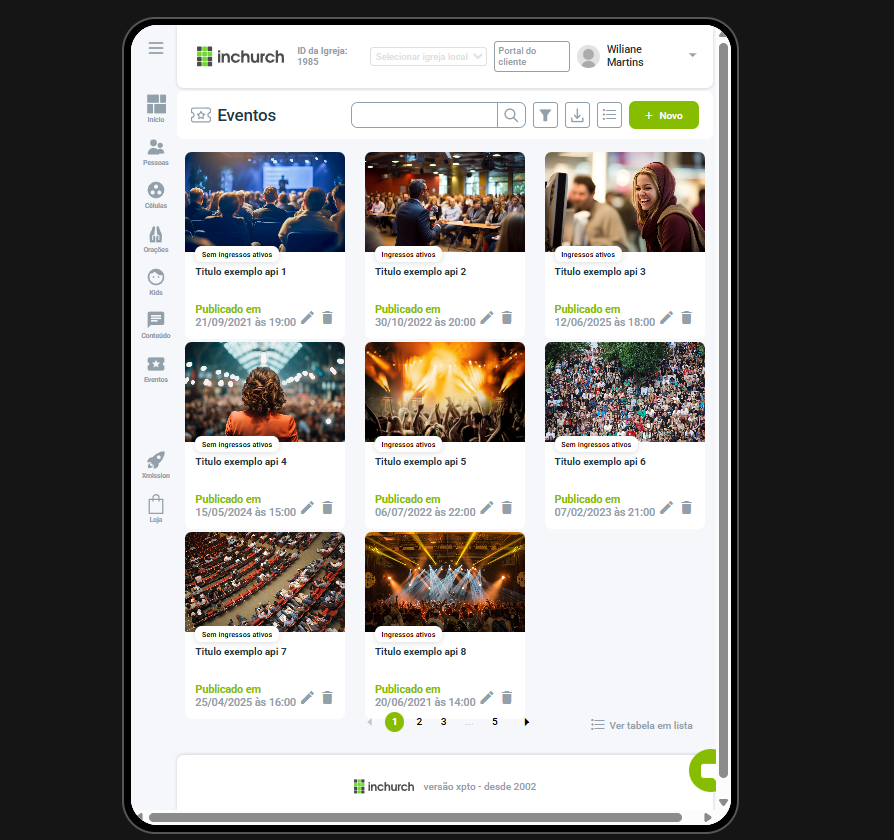 inchurch
ID da Igreja:
1985
Selecionar igreja local
Portal do
cliente
Wiliane
Martins
Eventos
+ Novo
Início
Pessoas
Células
Orações
Kids
Conteúdo
Eventos
Xmission
Loja
Sem ingressos ativos
Titulo exemplo api 1
Publicado em
21/09/2021 às 19:00
Ingressos ativos
Titulo exemplo api 2
Publicado em
30/10/2022 às 20:00
Ingressos ativos
Titulo exemplo api 3
Publicado em
12/06/2025 às 18:00
Sem ingressos ativos
Titulo exemplo api 4
Publicado em
15/05/2024 às 15:00
Ingressos ativos
Titulo exemplo api 5
Publicado em
06/07/2022 às 22:00
Sem ingressos ativos
Titulo exemplo api 6
Publicado em
07/02/2023 às 21:00
Sem ingressos ativos
Titulo exemplo api 7
Publicado em
25/04/2025 às 16:00
Ingressos ativos
Titulo exemplo api 8
Publicado em
20/06/2021 às 14:00
1 2 3 ... 5
Ver tabela em lista
inchurch versão xpto - desde 2002